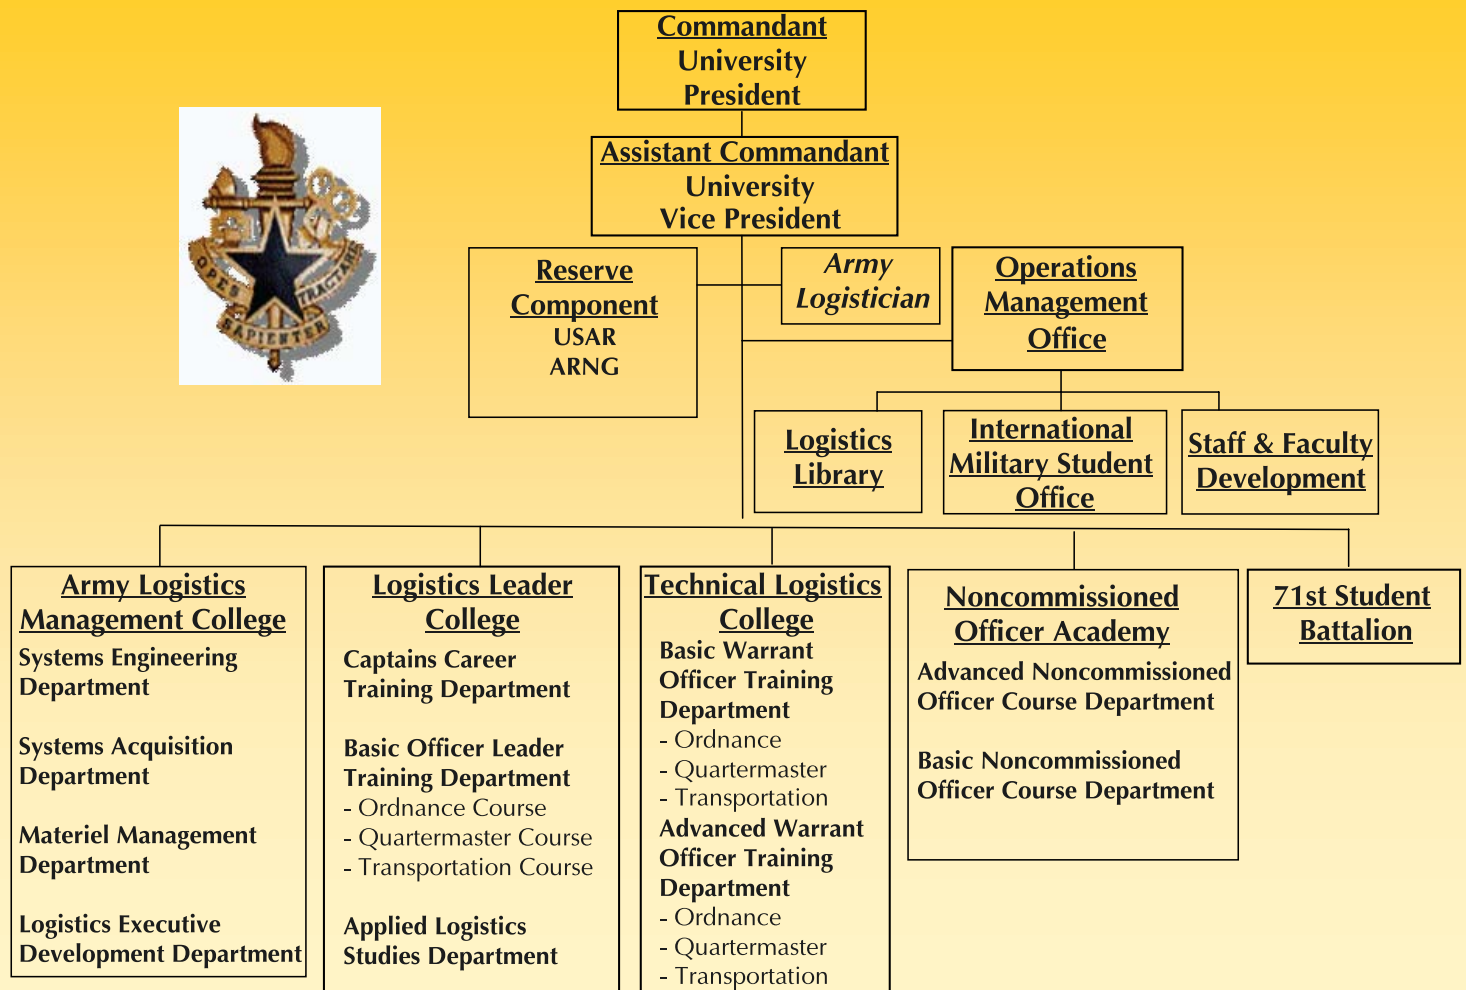 Commandant
University
President
Assistant Commandant
University
Vice President
Reserve
Component
USAR
ARNG
Army
Logistician
Operations
Management
Office
Logistics
Library
International
Military Student
Office
Staff & Faculty
Development
OPES
TRACTARE
SAPIENTER
Army Logistics
Management College
Systems Engineering
Department
Systems Acquisition
Department
Materiel Management
Department
Logistics Executive
Development Department
Logistics Leader
College
Captains Career
Training Department
Basic Officer Leader
Training Department
- Ordnance Course
- Quartermaster Course
- Transportation Course
Applied Logistics
Studies Department
Technical Logistics
College
Basic Warrant
Officer Training
Department
- Ordnance
- Quartermaster
- Transportation
Advanced Warrant
Officer Training
Department
- Ordnance
- Quartermaster
- Transportation
Noncommissioned
Officer Academy
Advanced Noncommissioned
Officer Course Department
Basic Noncommissioned
Officer Course Department
71st Student
Battalion